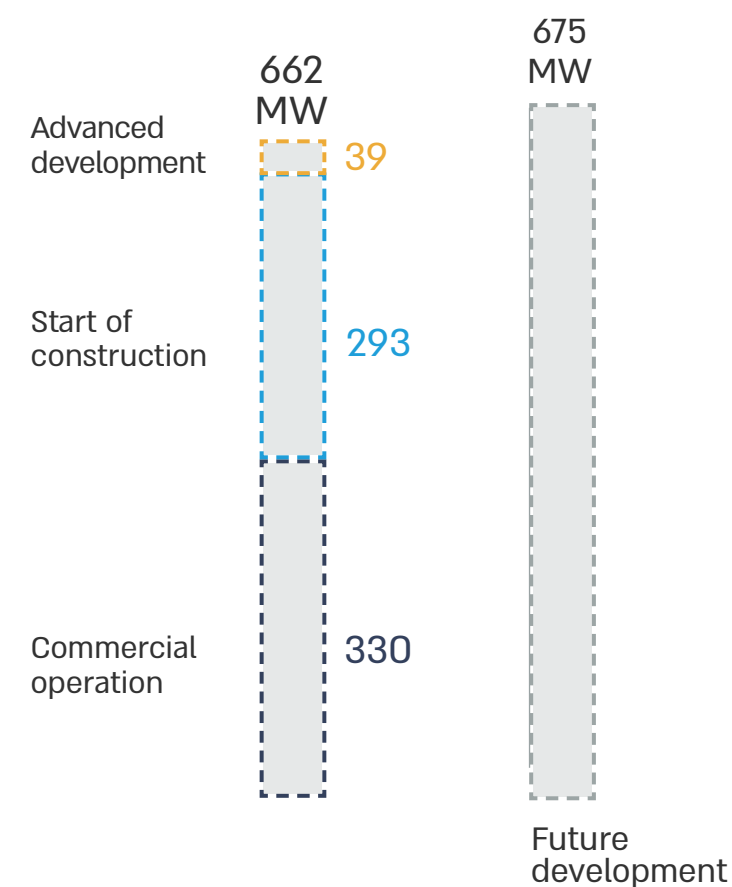 675
MW
662
MW
Advanced
development
39
Start of
construction
293
Commercial
operation
330
Future
development